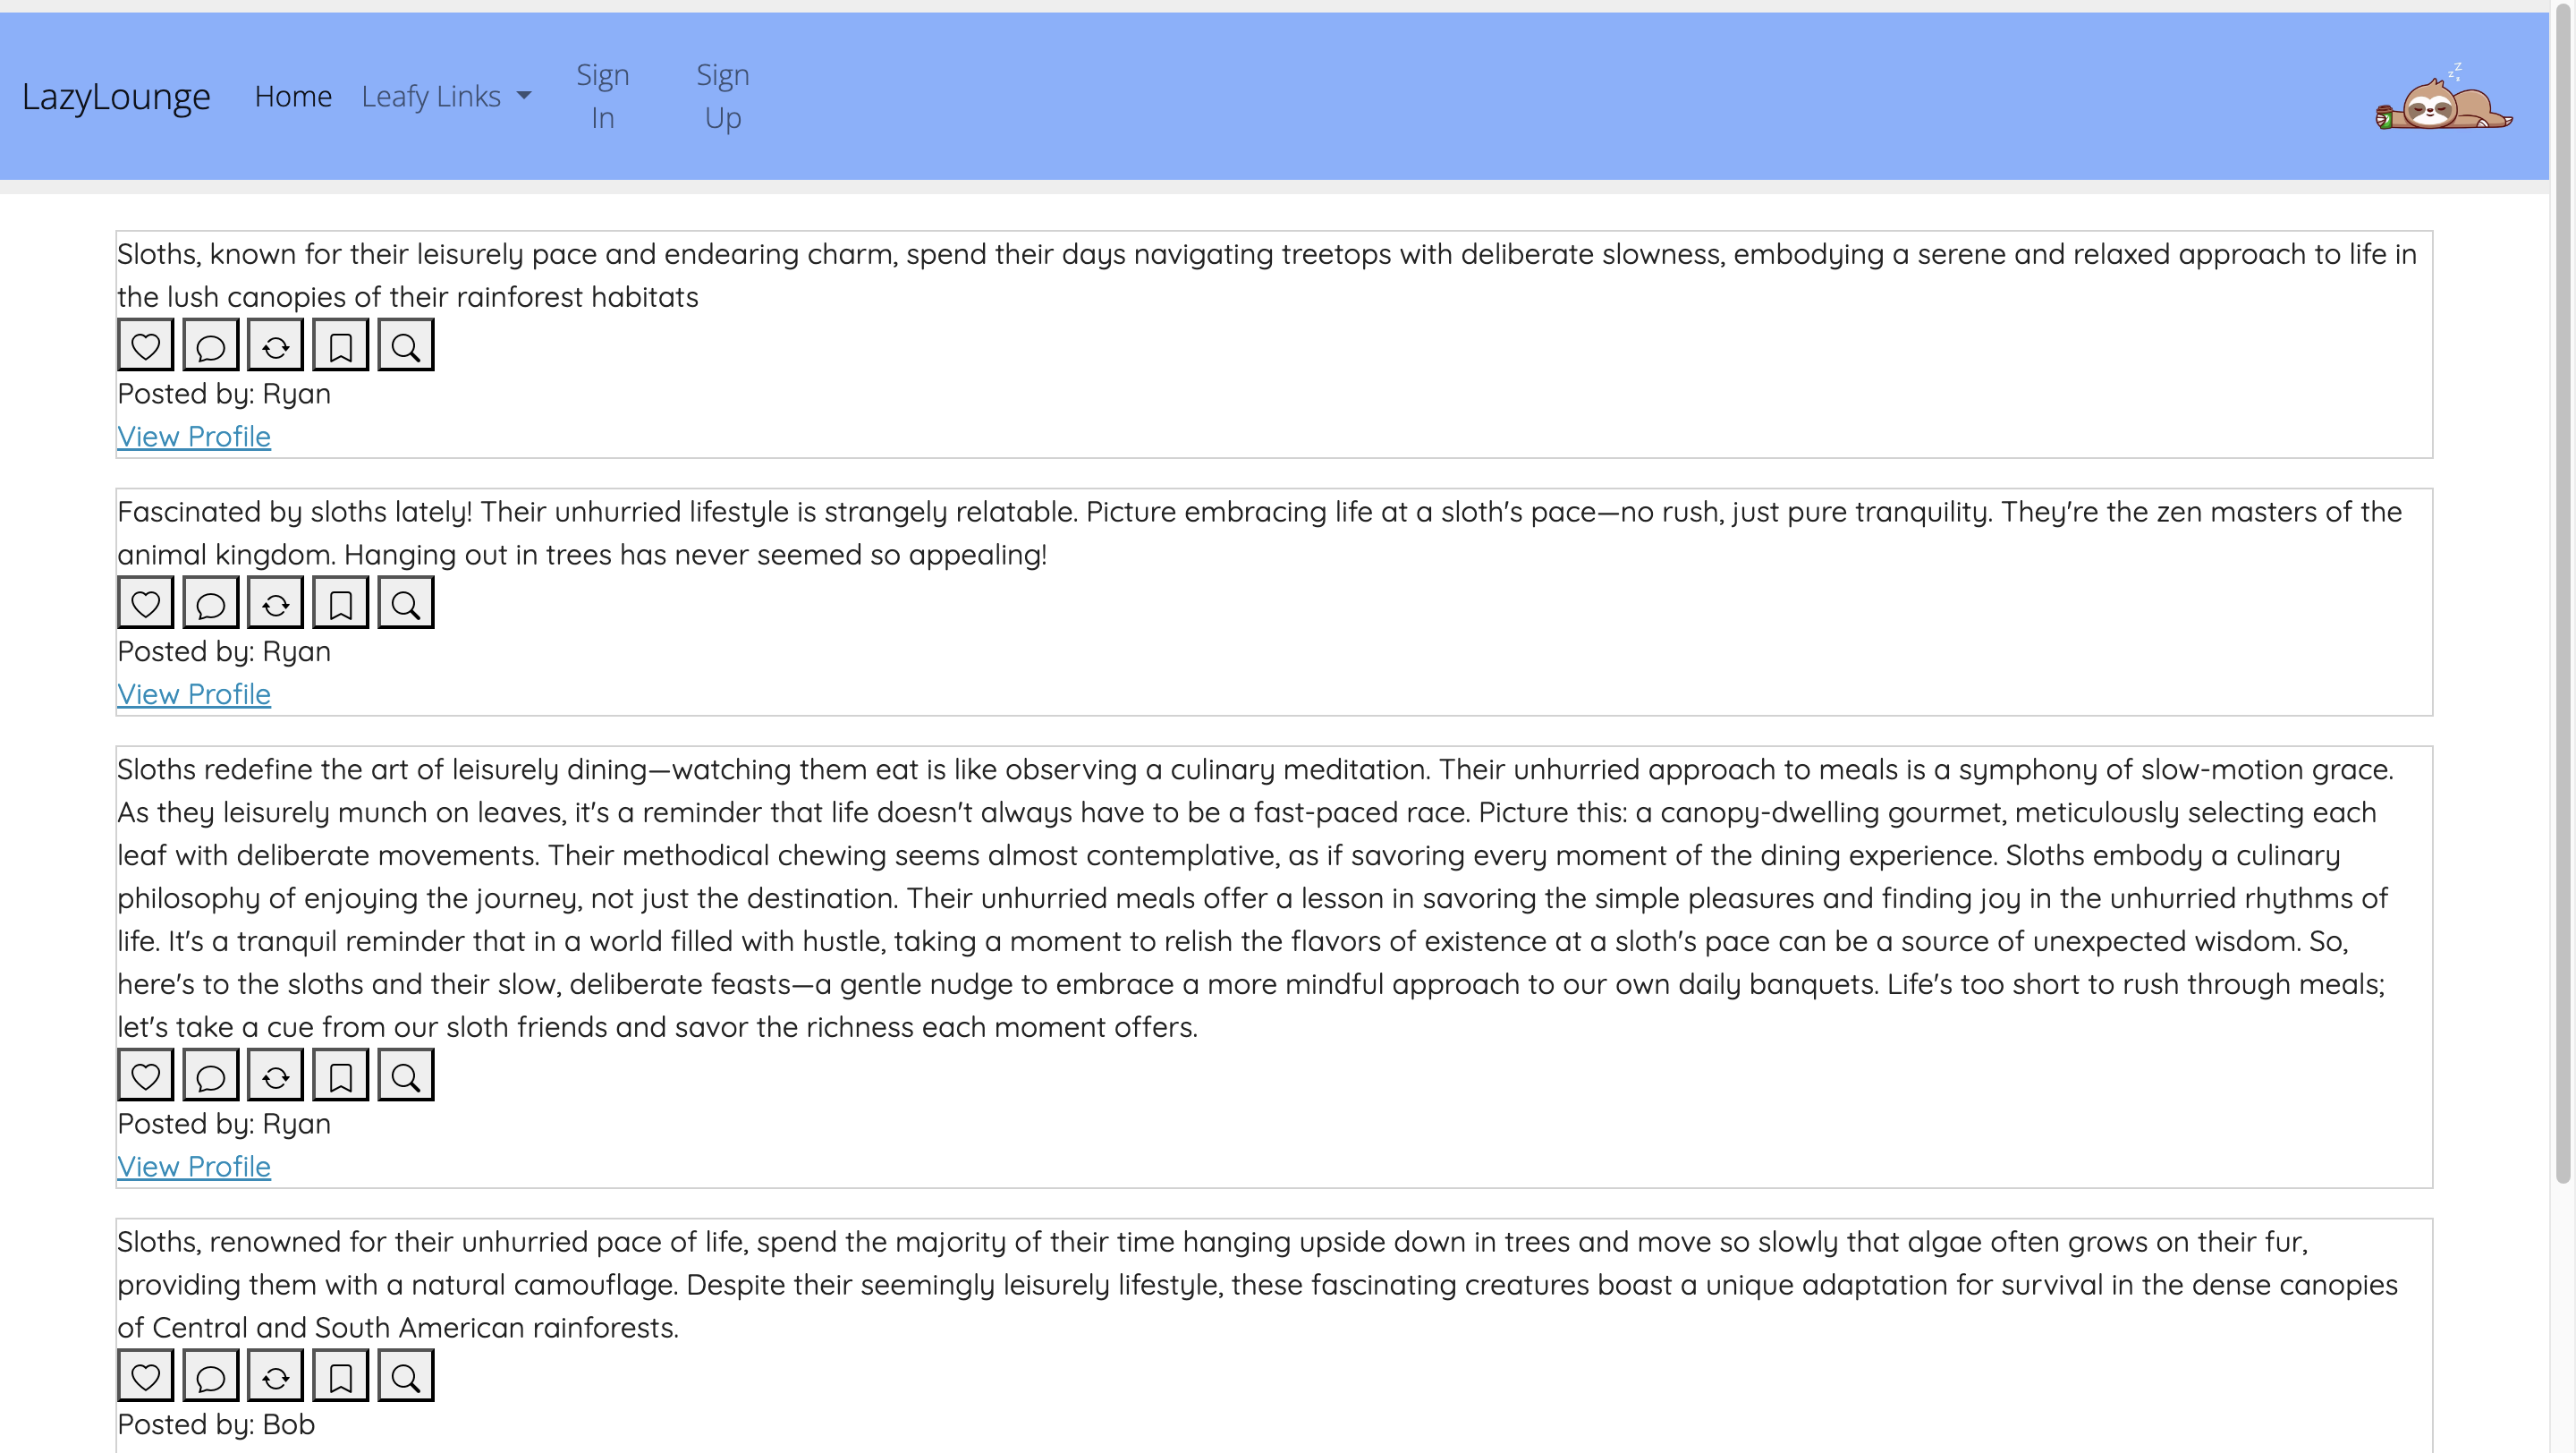 LazyLounge Home Leafy Links Sign In Sign Up
zZz
Sloths, known for their leisurely pace and endearing charm, spend their days navigating treetops with deliberate slowness, embodying a serene and relaxed approach to life in
the lush canopies of their rainforest habitats
Posted by: Ryan
View Profile
Fascinated by sloths lately! Their unhurried lifestyle is strangely relatable. Picture embracing life at a sloth's pace—no rush, just pure tranquility. They're the zen masters of the
animal kingdom. Hanging out in trees has never seemed so appealing!
Posted by: Ryan
View Profile
Sloths redefine the art of leisurely dining—watching them eat is like observing a culinary meditation. Their unhurried approach to meals is a symphony of slow-motion grace.
As they leisurely munch on leaves, it's a reminder that life doesn't always have to be a fast-paced race. Picture this: a canopy-dwelling gourmet, meticulously selecting each
leaf with deliberate movements. Their methodical chewing seems almost contemplative, as if savoring every moment of the dining experience. Sloths embody a culinary
philosophy of enjoying the journey, not just the destination. Their unhurried meals offer a lesson in savoring the simple pleasures and finding joy in the unhurried rhythms of
life. It's a tranquil reminder that in a world filled with hustle, taking a moment to relish the flavors of existence at a sloth's pace can be a source of unexpected wisdom. So,
here's to the sloths and their slow, deliberate feasts—a gentle nudge to embrace a more mindful approach to our own daily banquets. Life's too short to rush through meals;
let's take a cue from our sloth friends and savor the richness each moment offers.
Posted by: Ryan
View Profile
Sloths, renowned for their unhurried pace of life, spend the majority of their time hanging upside down in trees and move so slowly that algae often grows on their fur,
providing them with a natural camouflage. Despite their seemingly leisurely lifestyle, these fascinating creatures boast a unique adaptation for survival in the dense canopies
of Central and South American rainforests.
Posted by: Bob